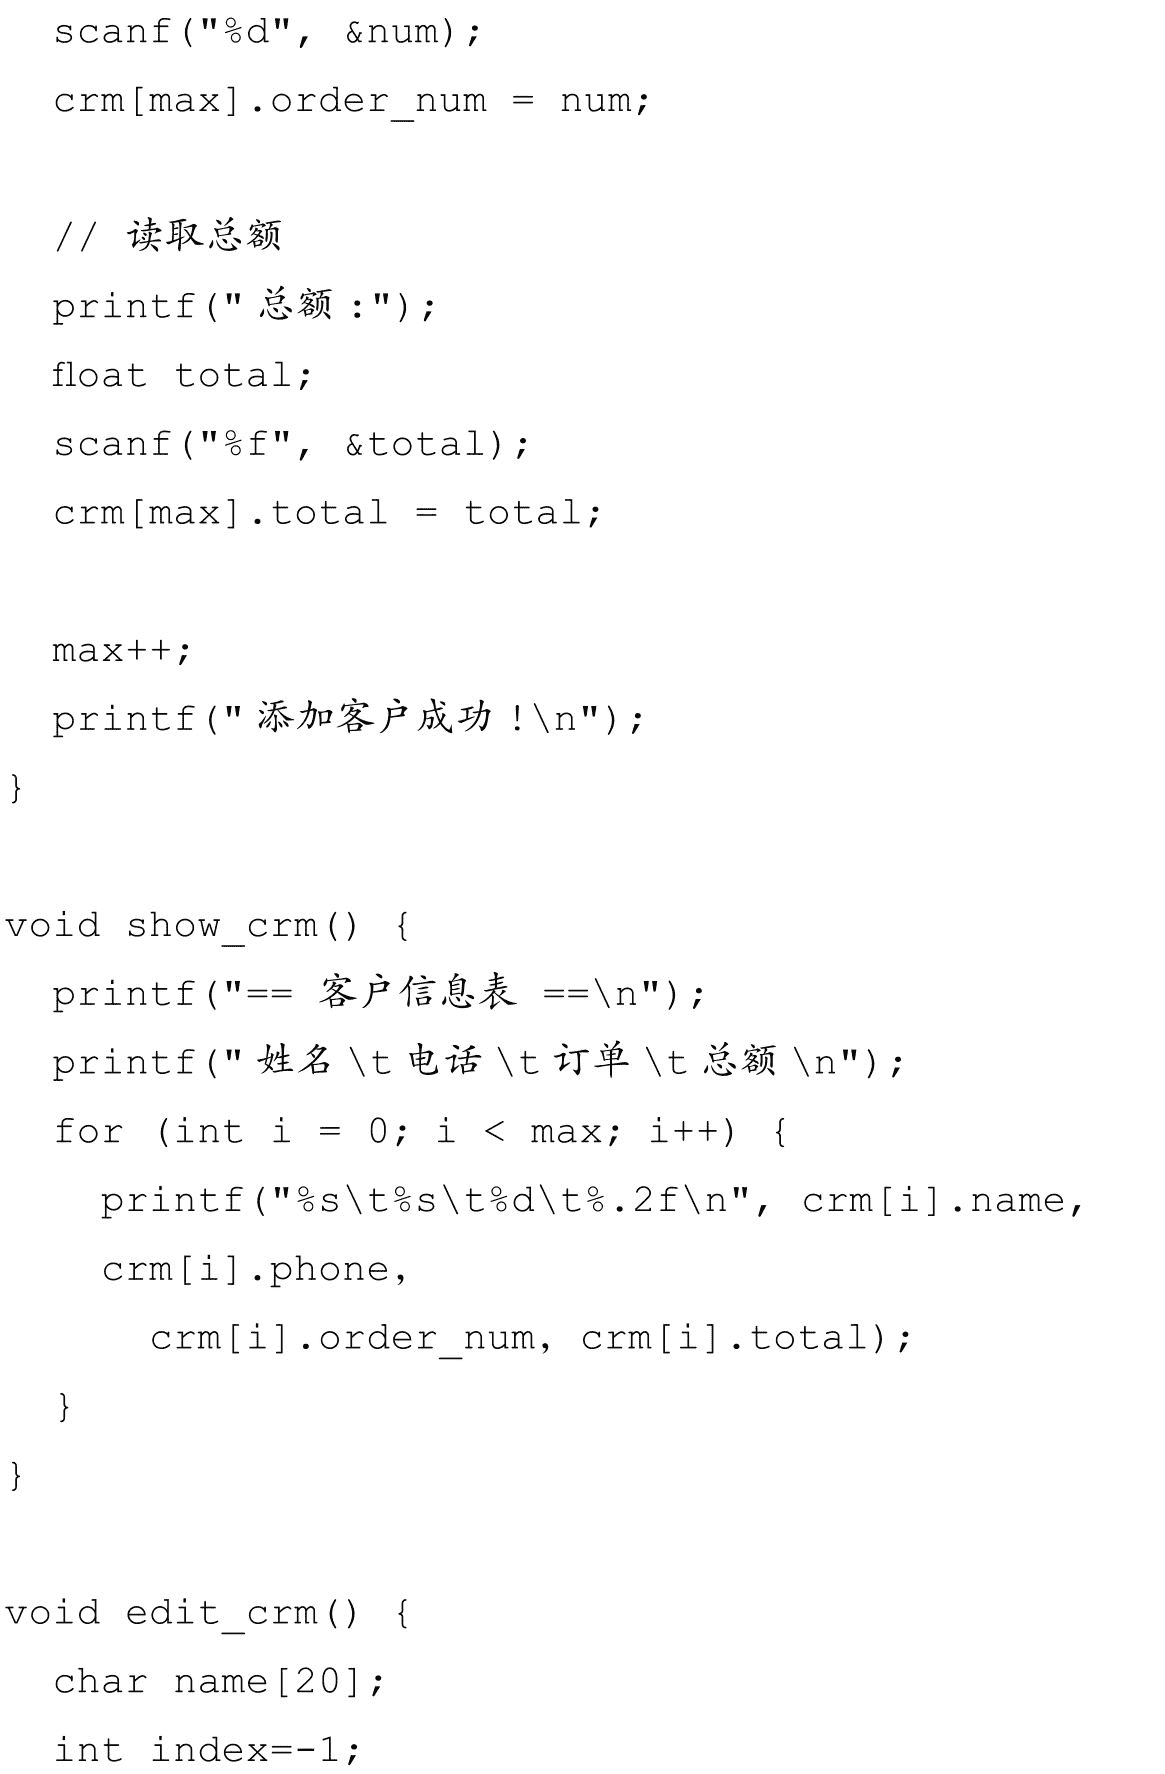 scanf("%d", &num);
crm[max].order_num = num;
// 读取总额
printf("总额:");
float total;
scanf("%f", &total);
crm[max].total = total;
max++;
printf("添加客户成功!\n");
}
void show_crm() {
printf("== 客户信息表 ==\n");
printf("姓名\t电话\t订单\t总额\n");
for (int i = 0; i < max; i++) {
printf("%s\t%s\t%d\t%.2f\n", crm[i].name,
crm[i].phone,
crm[i].order_num, crm[i].total);
}
}
void edit_crm() {
char name[20];
int index=-1;